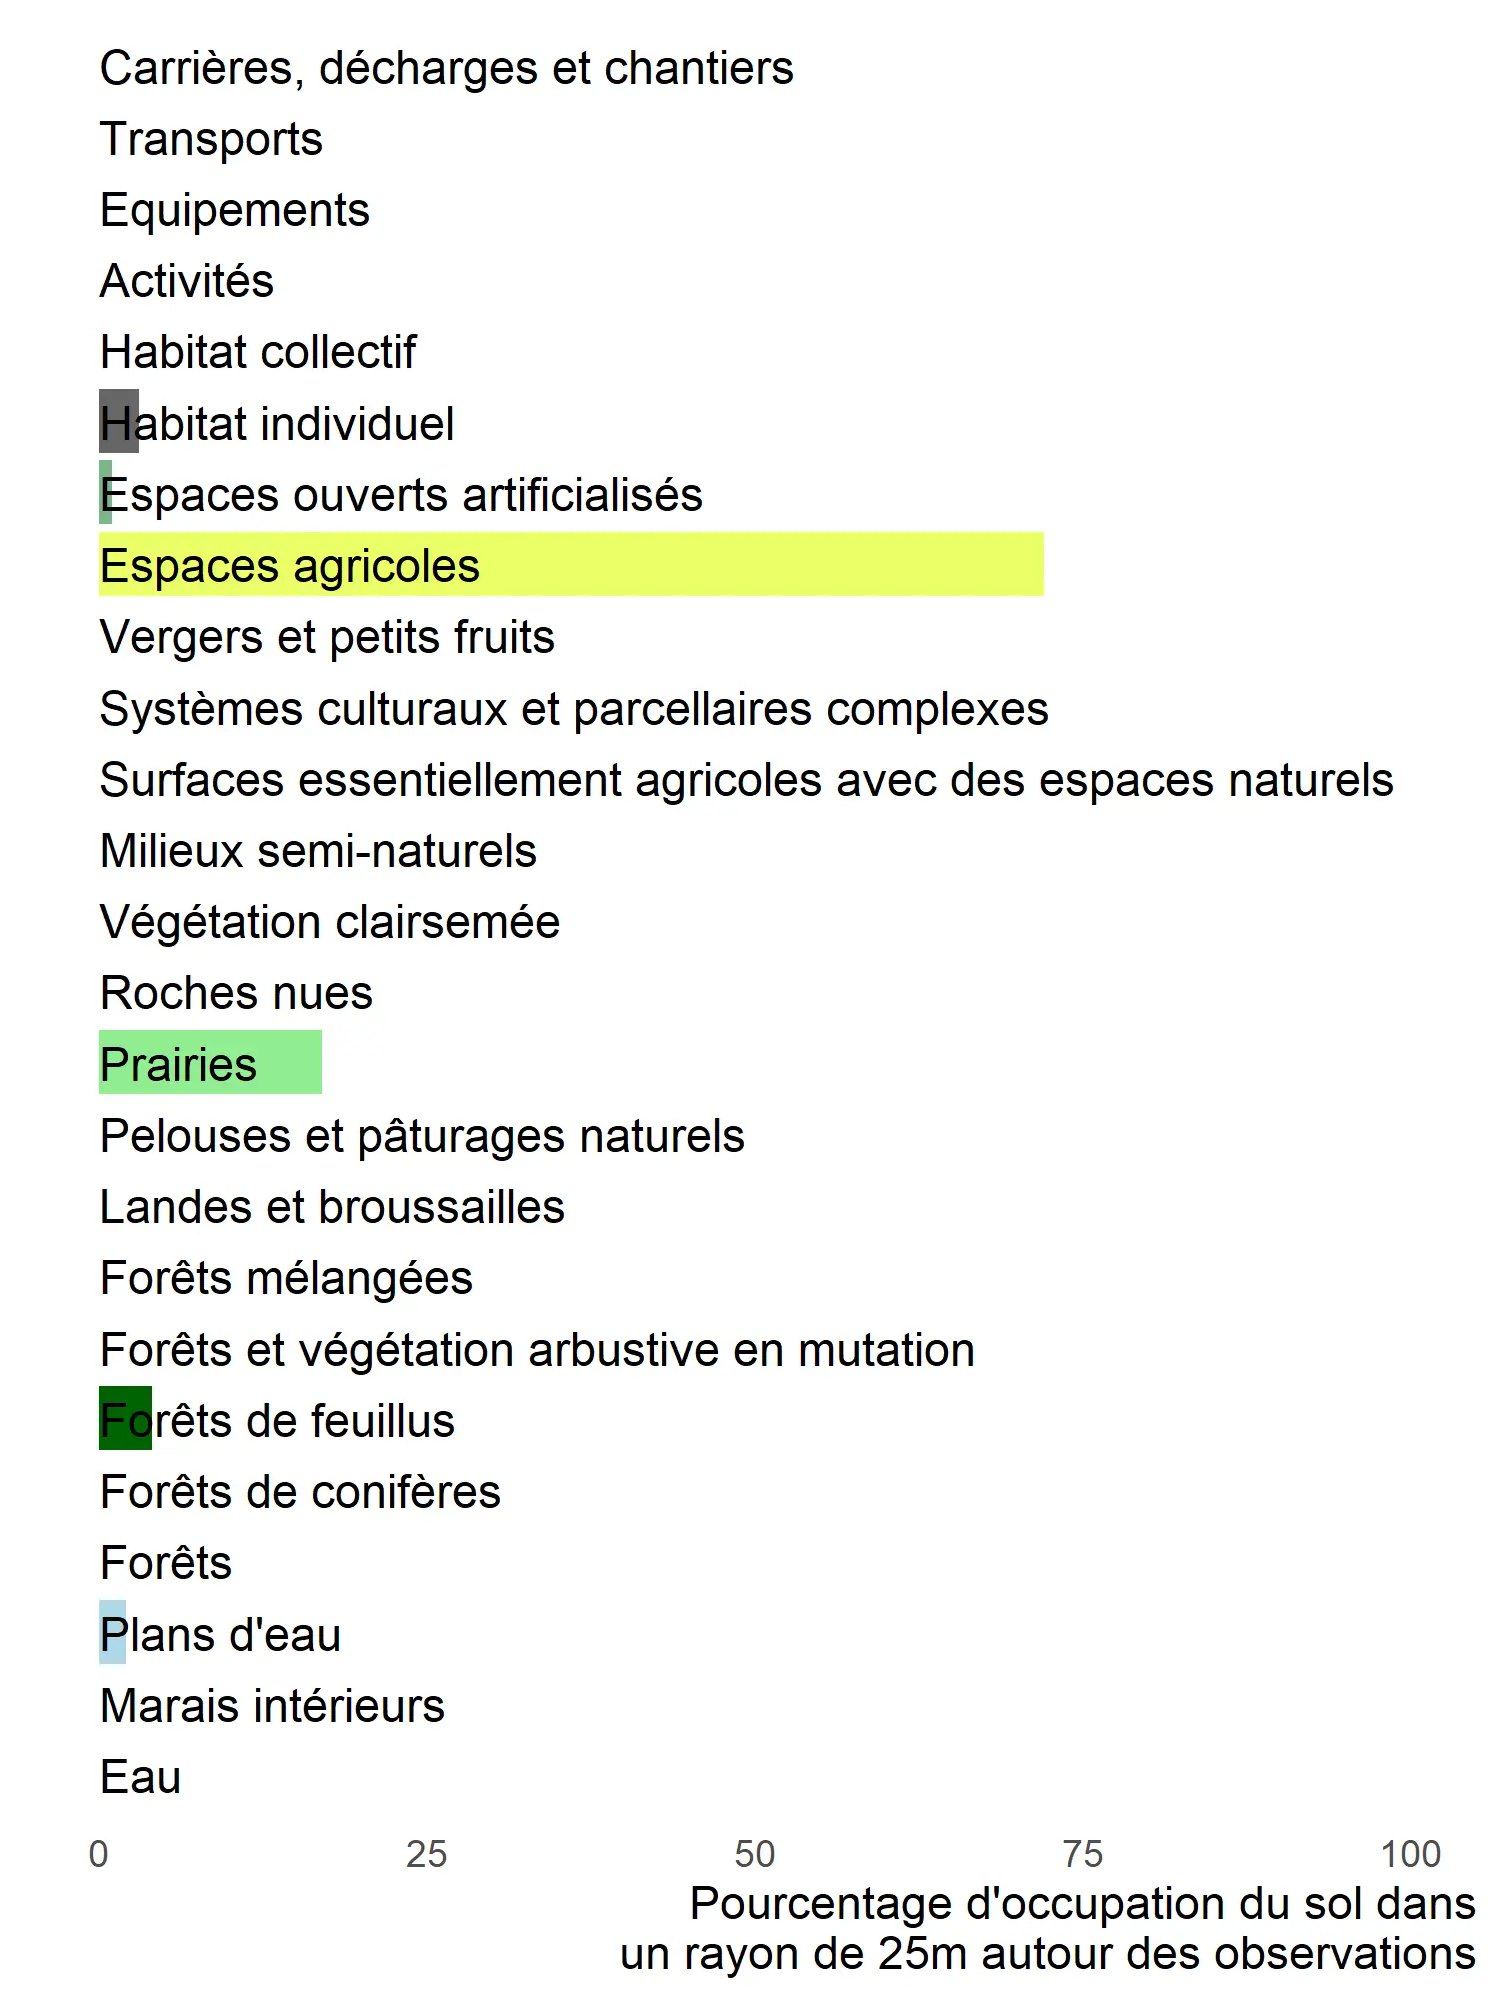 Carrières, décharges et chantiers
Transports
Equipements
Activités
Habitat collectif
Habitat individuel
Espaces ouverts artificialisés
Espaces agricoles
Vergers et petits fruits
Systèmes culturaux et parcellaires complexes
Surfaces essentiellement agricoles avec des espaces naturels
Milieux semi-naturels
Végétation clairsemée
Roches nues
Prairies
Pelouses et pâturages naturels
Landes et broussailles
Forêts mélangées
Forêts et végétation arbustive en mutation
Forêts de feuillus
Forêts de conifères
Forêts
Plans d'eau
Marais intérieurs
Eau
0 25 50 75 100
Pourcentage d'occupation du sol dans
un rayon de 25m autour des observations